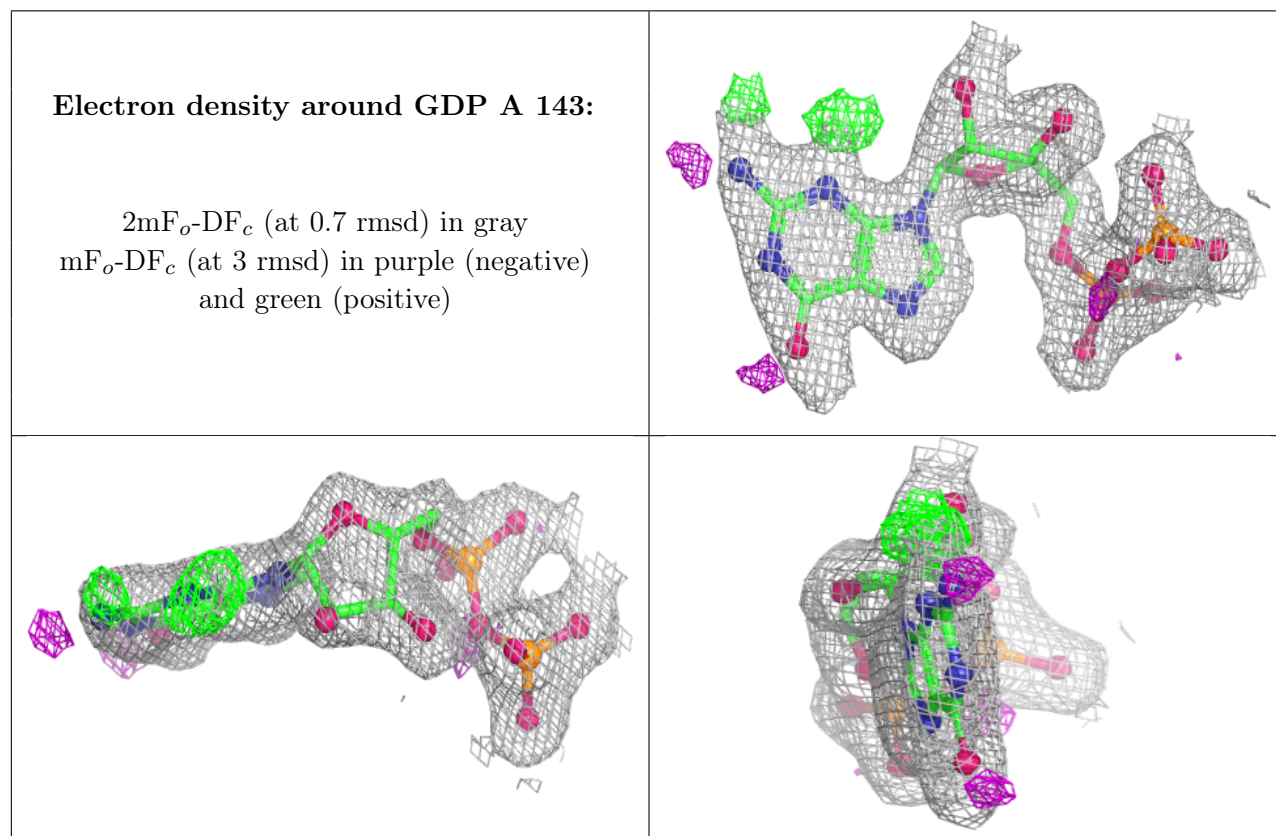 Electron density around GDP A 143:
2mFo-DFc (at 0.7 rmsd) in gray
mFo-DFc (at 3 rmsd) in purple (negative)
and green (positive)